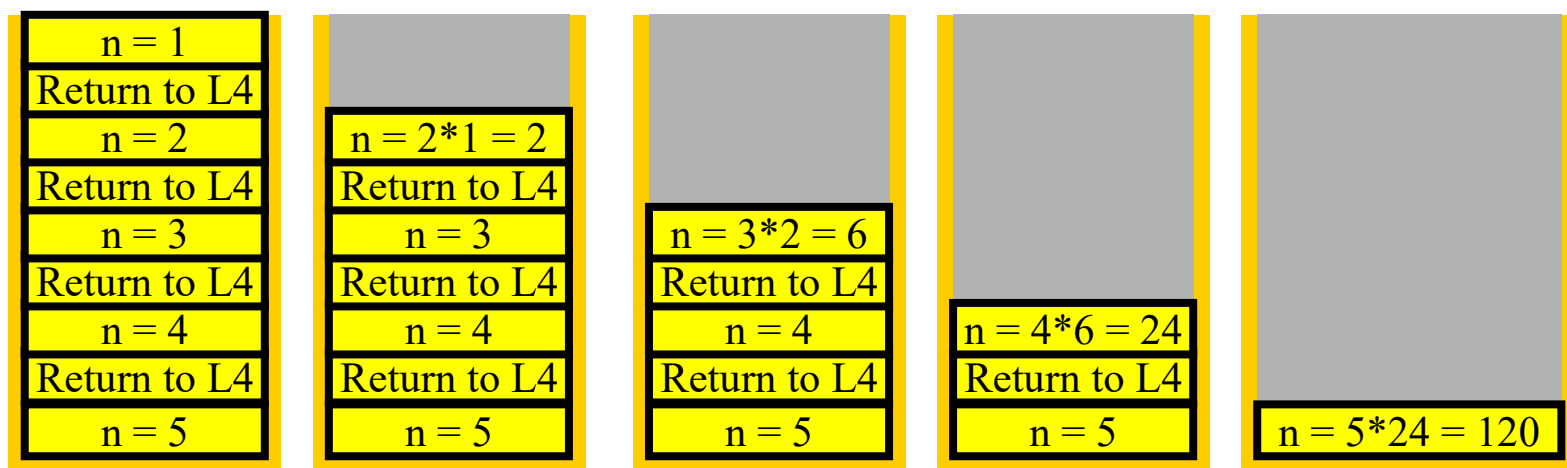 n = 1
Return to L4
n = 2
Return to L4
n = 3
Return to L4
n = 4
Return to L4
n = 5
n = 2*1 = 2
Return to L4
n = 3
Return to L4
n = 4
Return to L4
n = 5
n = 3*2 = 6
Return to L4
n = 4
Return to L4
n = 5
n = 4*6 = 24
Return to L4
n = 5
n = 5*24 = 120